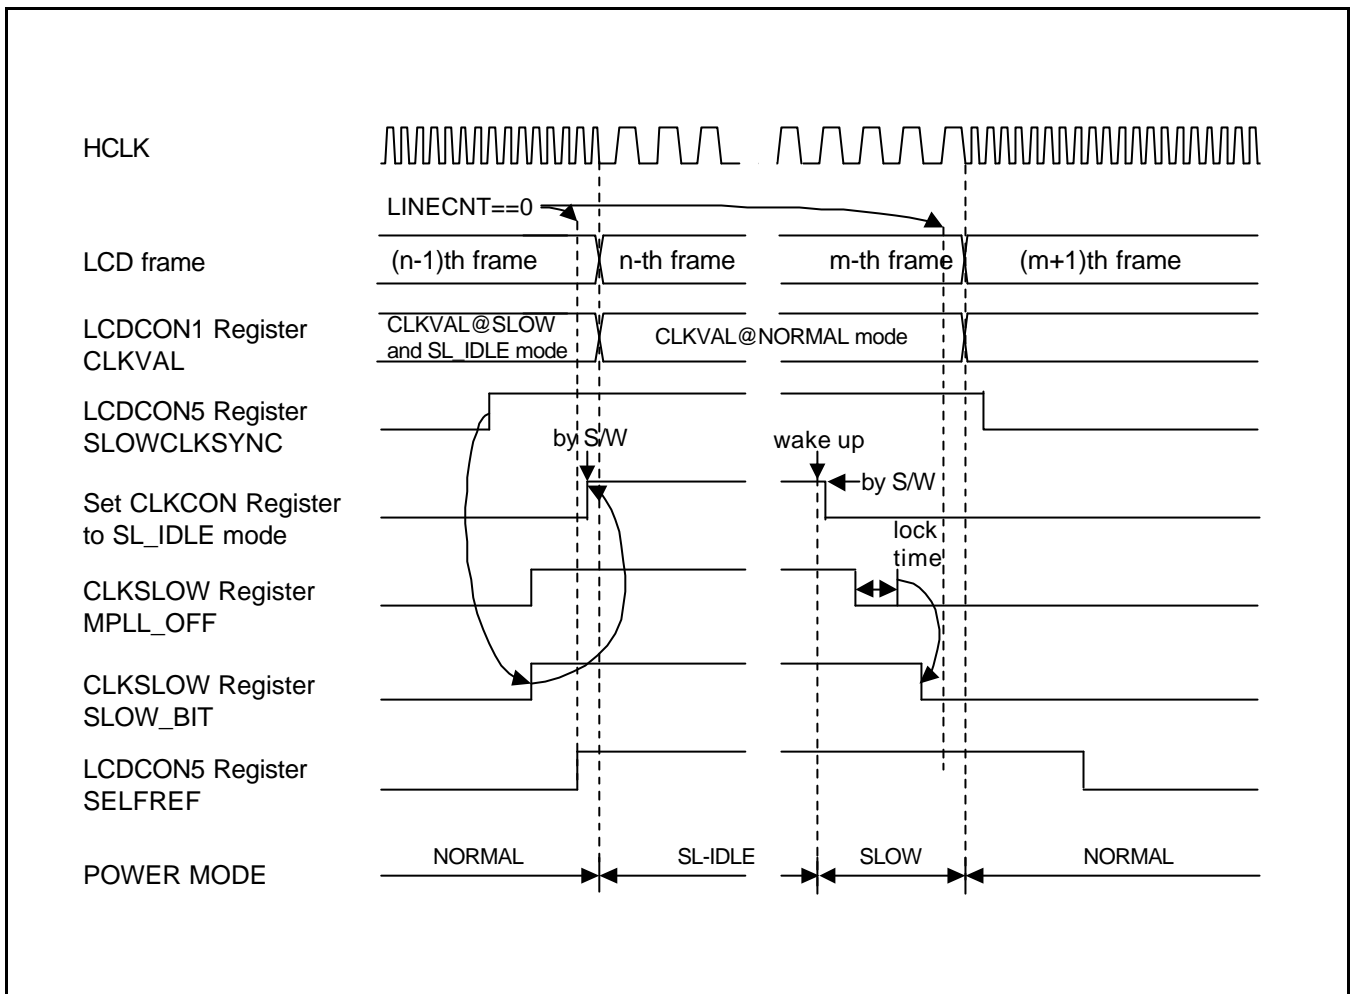 HCLK
LINECNT==0
LCD frame
(n-1)th frame
n-th frame
m-th frame
(m+1)th frame
LCDCON1 Register
CLKVAL
CLKVAL@SLOW
and SL_IDLE mode
CLKVAL@NORMAL mode
LCDCON5 Register
SLOWCLKSYNC
by S/W
wake up
Set CLKCON Register
to SL_IDLE mode
by S/W
lock
time
CLKSLOW Register
MPLL_OFF
CLKSLOW Register
SLOW_BIT
LCDCON5 Register
SELFREF
POWER MODE
NORMAL
SL-IDLE
SLOW
NORMAL